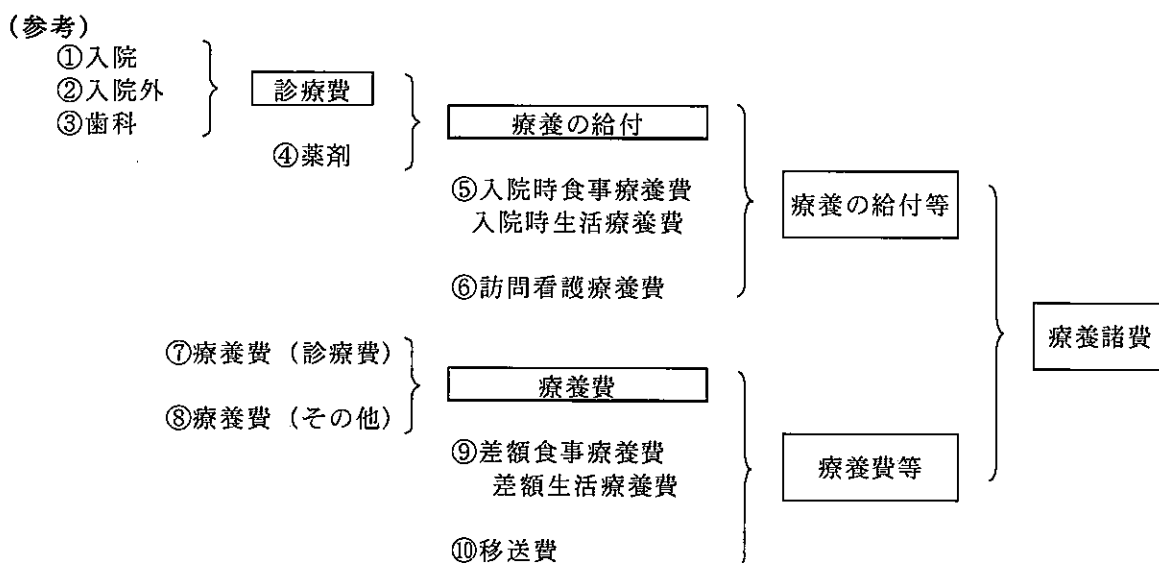 (参考)
①入院
②入院外
③歯科
診療費
④薬剤
療養の給付
⑤入院時食事療養費
入院時生活療養費
⑥訪問看護療養費
療養の給付等
⑦療養費(診療費)
⑧療養費(その他)
療養費
⑨差額食事療養費
差額生活療養費
⑩移送費
療養費等
療養諸費